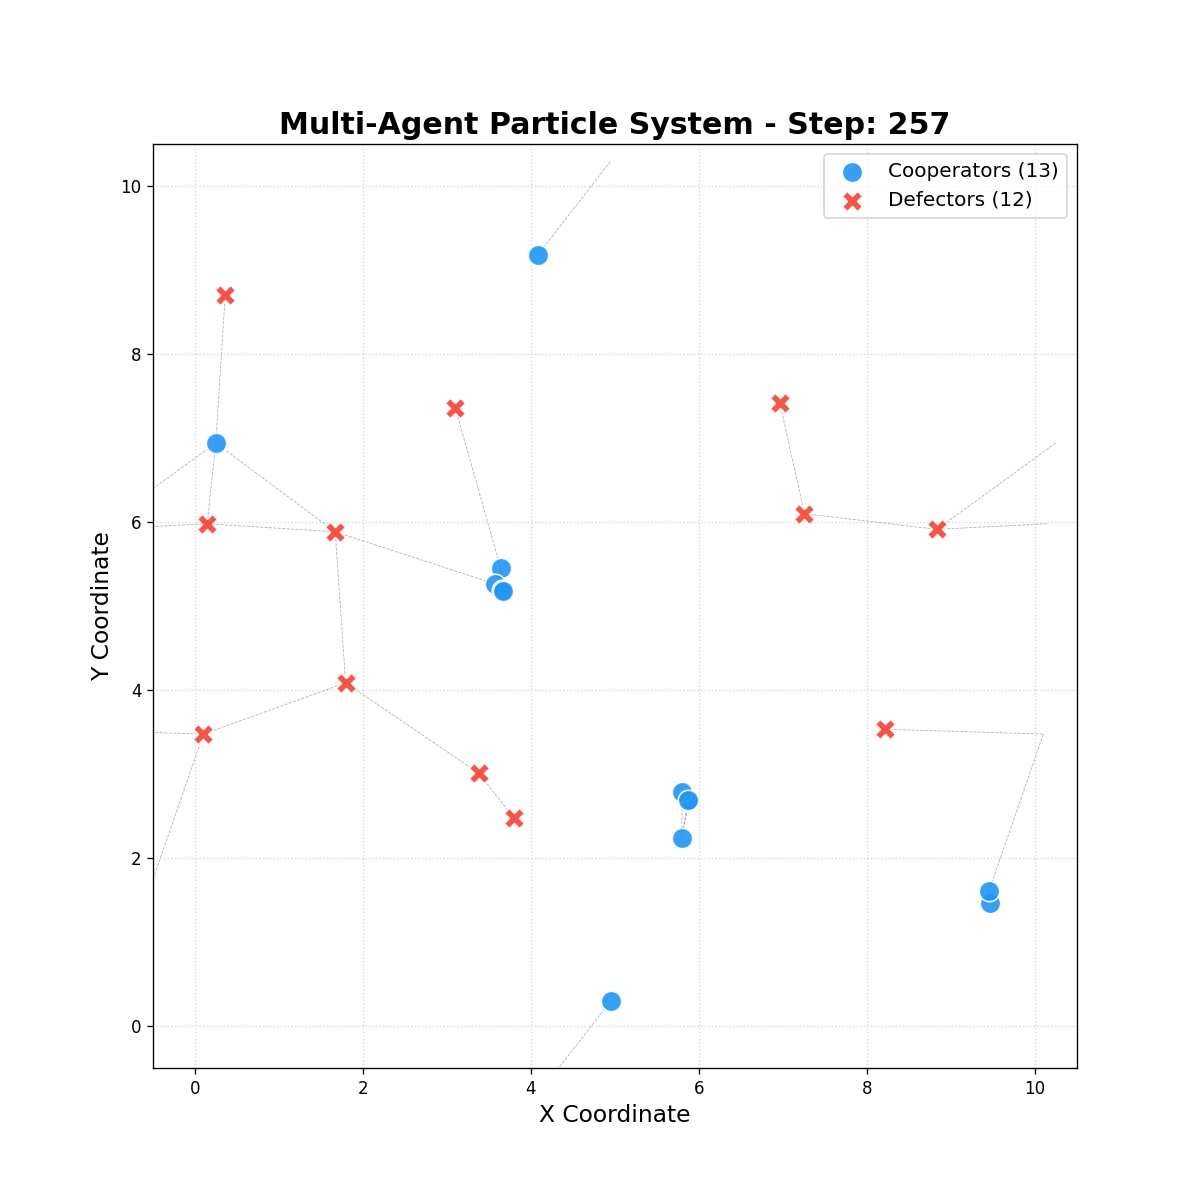 Multi-Agent Particle System - Step: 257
Cooperators (13)
Defectors (12)
10
8
6
4
2
0
Y Coordinate
0 2 4 6 8 10
X Coordinate